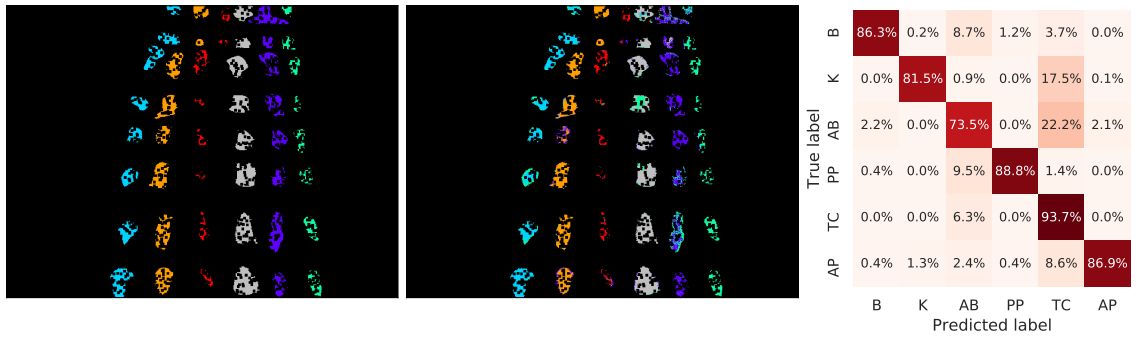 True label
B 86.3% 0.2% 8.7% 1.2% 3.7% 0.0%
K 0.0% 81.5% 0.9% 0.0% 17.5% 0.1%
AB 2.2% 0.0% 73.5% 0.0% 22.2% 2.1%
PP 0.4% 0.0% 9.5% 88.8% 1.4% 0.0%
TC 0.0% 0.0% 6.3% 0.0% 93.7% 0.0%
AP 0.4% 1.3% 2.4% 0.4% 8.6% 86.9%
B K AB PP TC AP
Predicted label